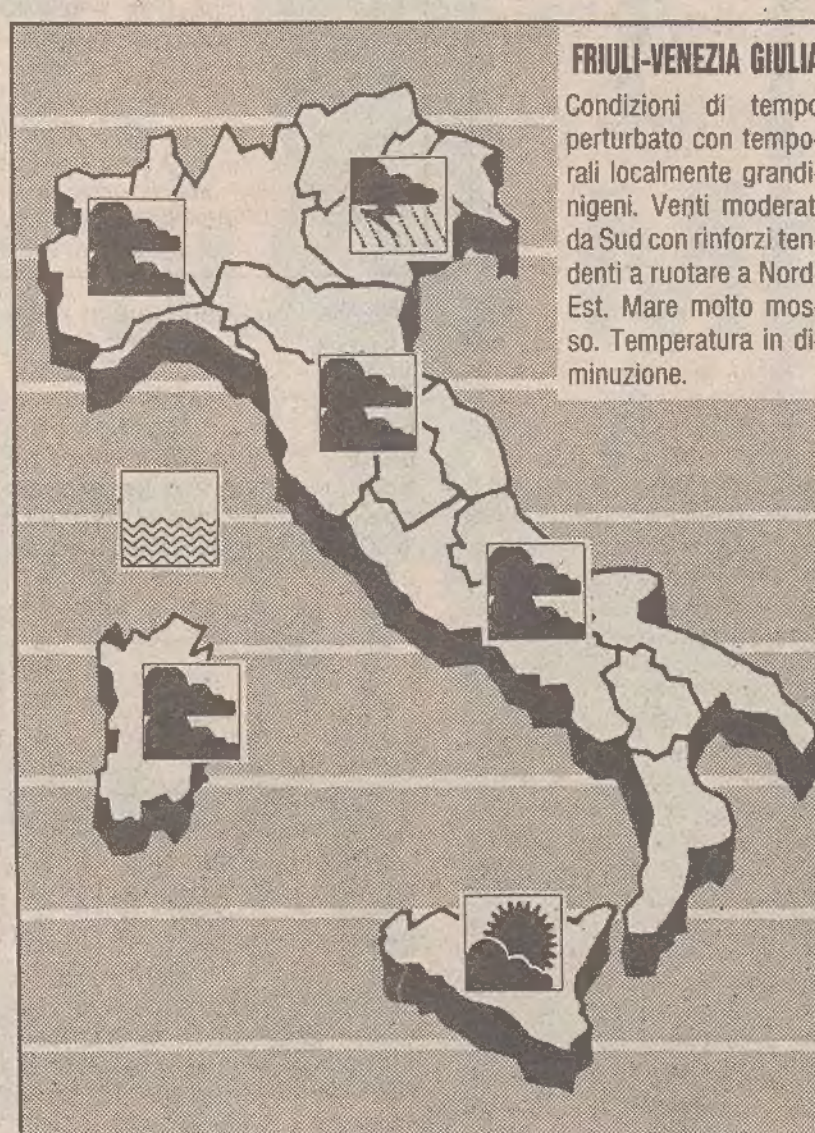 FRIULI-VENEZIA GIULIA
Condizioni di tempo
perturbato con tempo-
rali localmente grandi-
nigeni. Venti moderat
da Sud con rinforzi ten-
denti a ruotare a Nord
Est. Mare molto mos-
so. Temperatura in di-
minuzione.